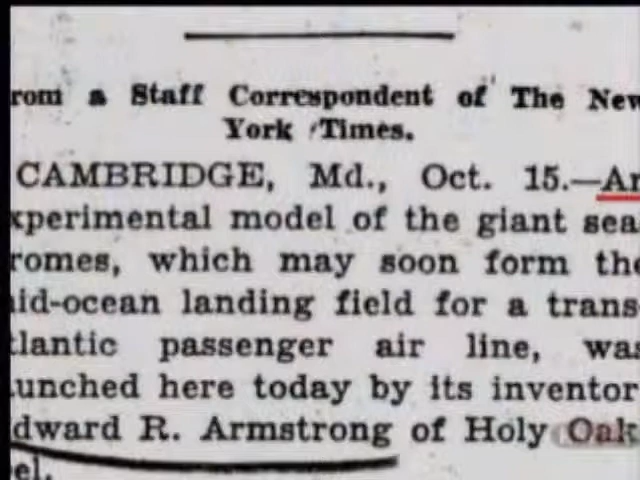 rom a Staff Correspondent of The New
York Times.
CAMBRIDGE, Md., Oct. 15.—An
xperimental model of the giant sea
romes, which may soon form the
id-ocean landing field for a trans-
tlantic passenger air line, was
unched here today by its inventor
dward R. Armstrong of Holy Oak
el.